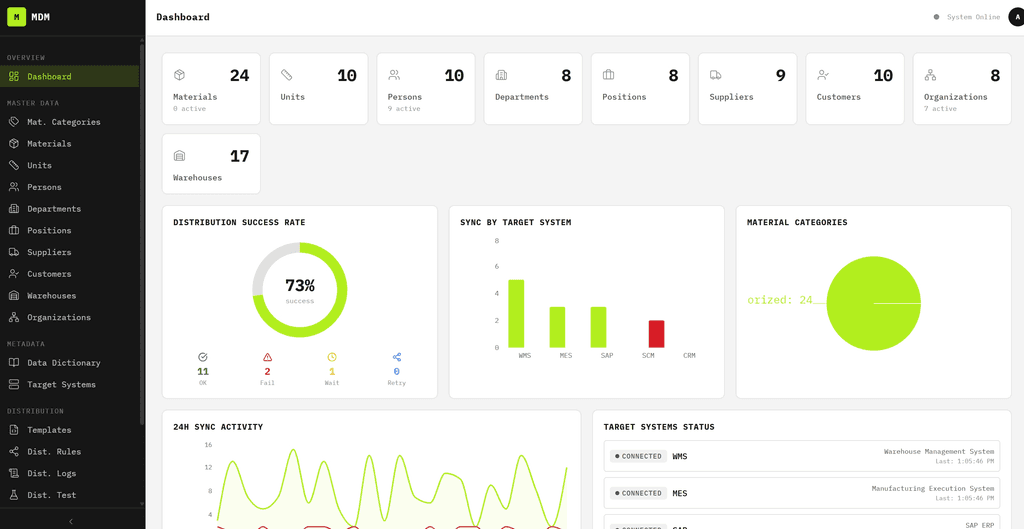 M MDM
Dashboard
System Online
A
OVERVIEW
Dashboard
MASTER DATA
Mat. Categories
Materials
Units
Persons
Departments
Positions
Suppliers
Customers
Warehouses
Organizations
METADATA
Data Dictionary
Target Systems
DISTRIBUTION
Templates
Dist. Rules
Dist. Logs
Dist. Test
24
Materials
0 active
10
Units
10
Persons
9 active
8
Departments
8
Positions
9
Suppliers
10
Customers
8
Organizations
7 active
17
Warehouses
DISTRIBUTION SUCCESS RATE
73%
success
11
OK
2
Fail
1
Wait
0
Retry
SYNC BY TARGET SYSTEM
8
6
4
2
0
WMS MES SAP SCM CRM
MATERIAL CATEGORIES
orized: 24
24H SYNC ACTIVITY
16
12
8
4
TARGET SYSTEMS STATUS
CONNECTED WMS
Warehouse Management System
Last: 1:05:46 PM
CONNECTED MES
Manufacturing Execution System
Last: 1:05:46 PM
CONNECTED SAP
SAP ERP